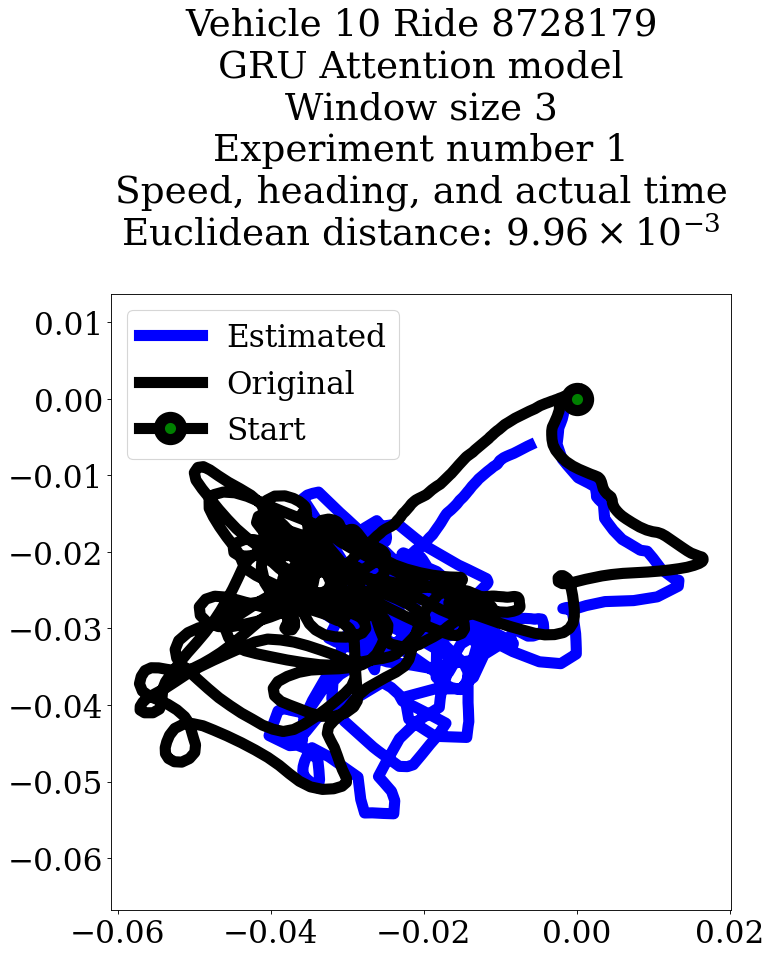 Vehicle 10 Ride 8728179
GRU Attention model
Window size 3
Experiment number 1
Speed, heading, and actual time
Euclidean distance: 9.96 × 10⁻³
Estimated
Original
Start
0.01
0.00
−0.01
−0.02
−0.03
−0.04
−0.05
−0.06
−0.06 −0.04 −0.02 0.00 0.02